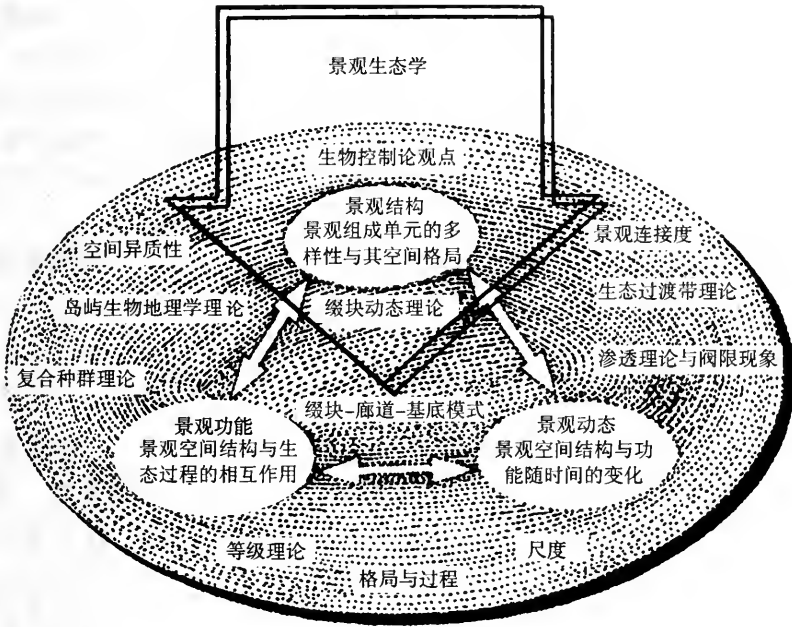 景观生态学
生物控制论观点
景观结构
景观组成单元的多
样性与其空间格局
空间异质性
景观连接度
岛屿生物地理学理论
缀块动态理论
生态过渡带理论
复合种群理论
渗透理论与阀限现象
缀块-廊道-基底模式
景观功能
景观空间结构与生
态过程的相互作用
景观动态
景观空间结构与功
能随时间的变化
等级理论
尺度
格局与过程